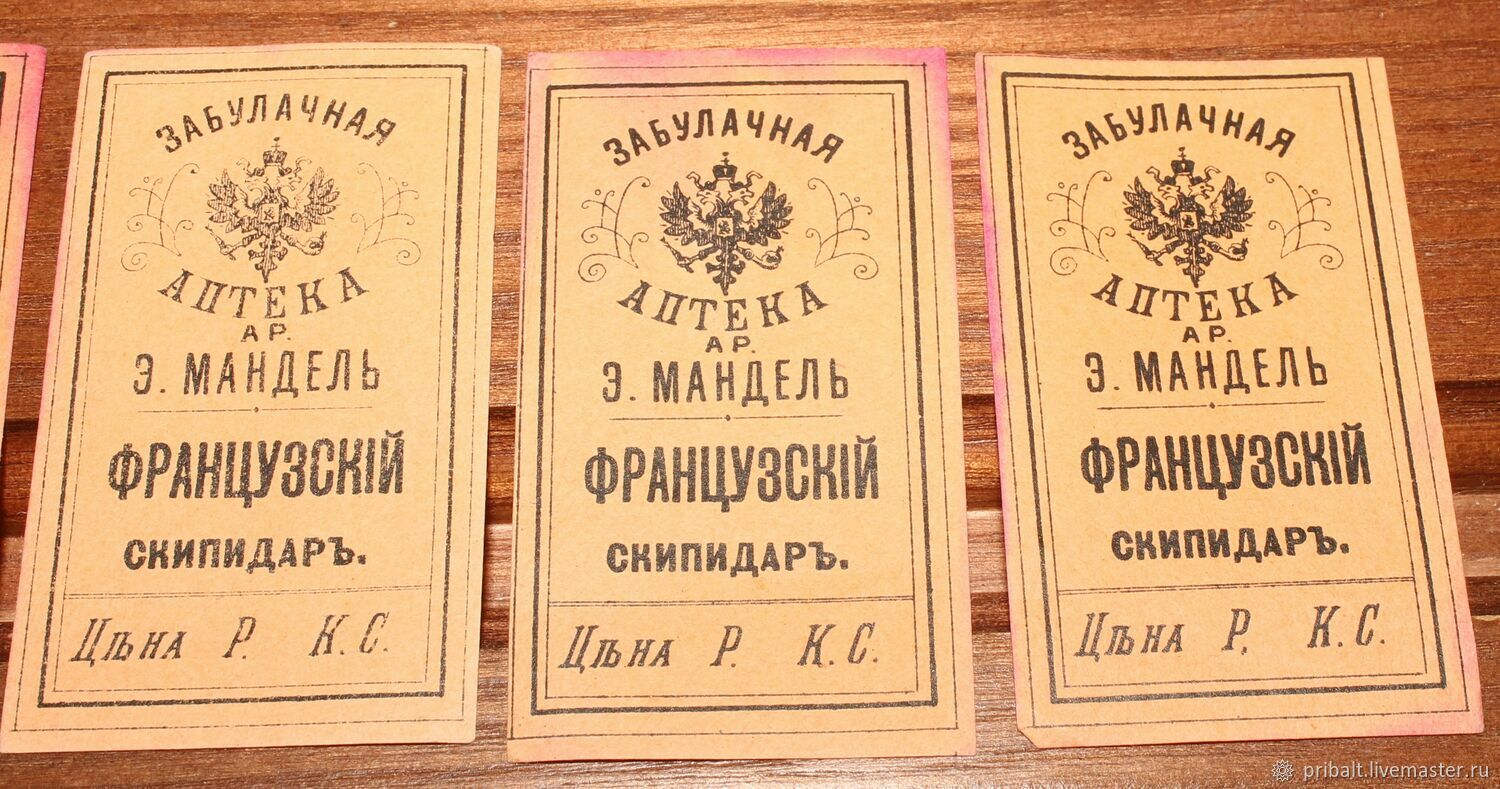 ЗАБУЛАЧНАЯ
АПТЕКА
АР.
Э. МАНДЕЛЬ
ФРАНЦУЗСКІЙ
СКИПИДАРЪ.
Цѣна Р. К. С.
ЗАБУЛАЧНАЯ
АПТЕКА
АР.
Э. МАНДЕЛЬ
ФРАНЦУЗСКІЙ
СКИПИДАРЪ.
Цѣна Р. К. С.
ЗАБУЛАЧНАЯ
АПТЕКА
АР.
Э. МАНДЕЛЬ
ФРАНЦУЗСКІЙ
СКИПИДАРЪ.
Цѣна Р. К. С.
pribalt.livemaster.ru